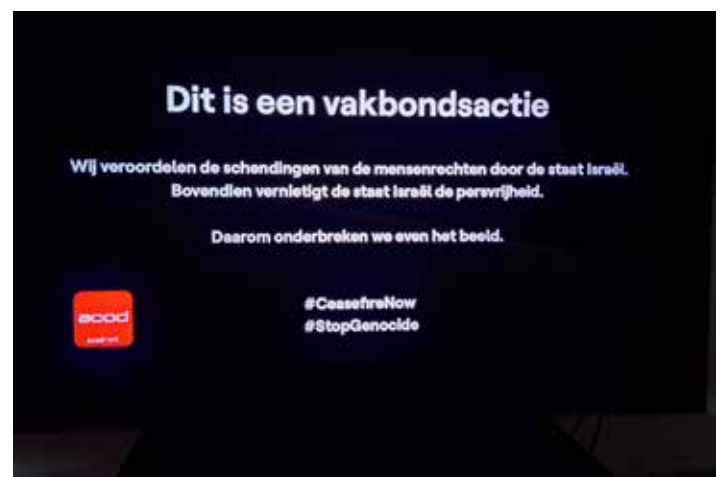 Dit is een vakbondsactie
Wij veroordelen de schendingen van de mensenrechten door de staat Israël.
Bovendien vernietigt de staat Israël de persvrijheid.
Daarom onderbreken we even het beeld.
#CeasefireNow
#StopGenocide
acod